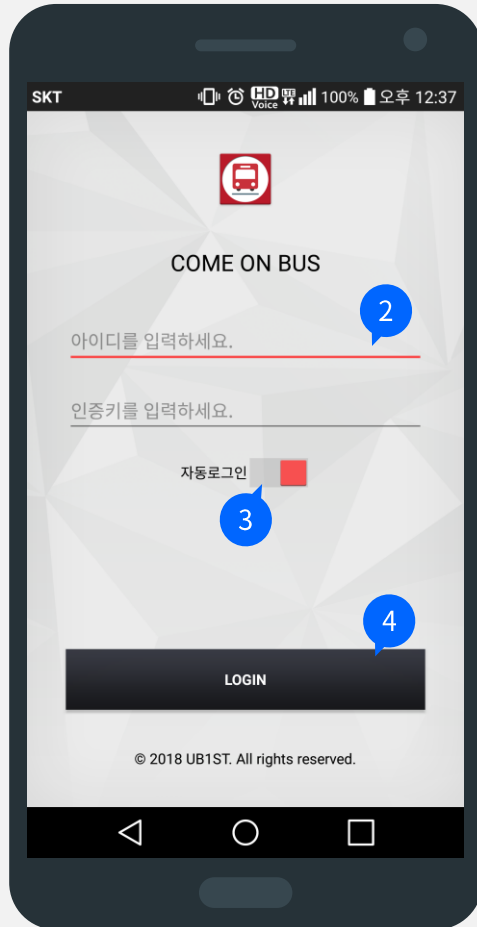 SKT HD Voice LTE 100% 오후 12:37
COME ON BUS
2
아이디를 입력하세요.
인증키를 입력하세요.
자동로그인
3
4
LOGIN
© 2018 UB1ST. All rights reserved.